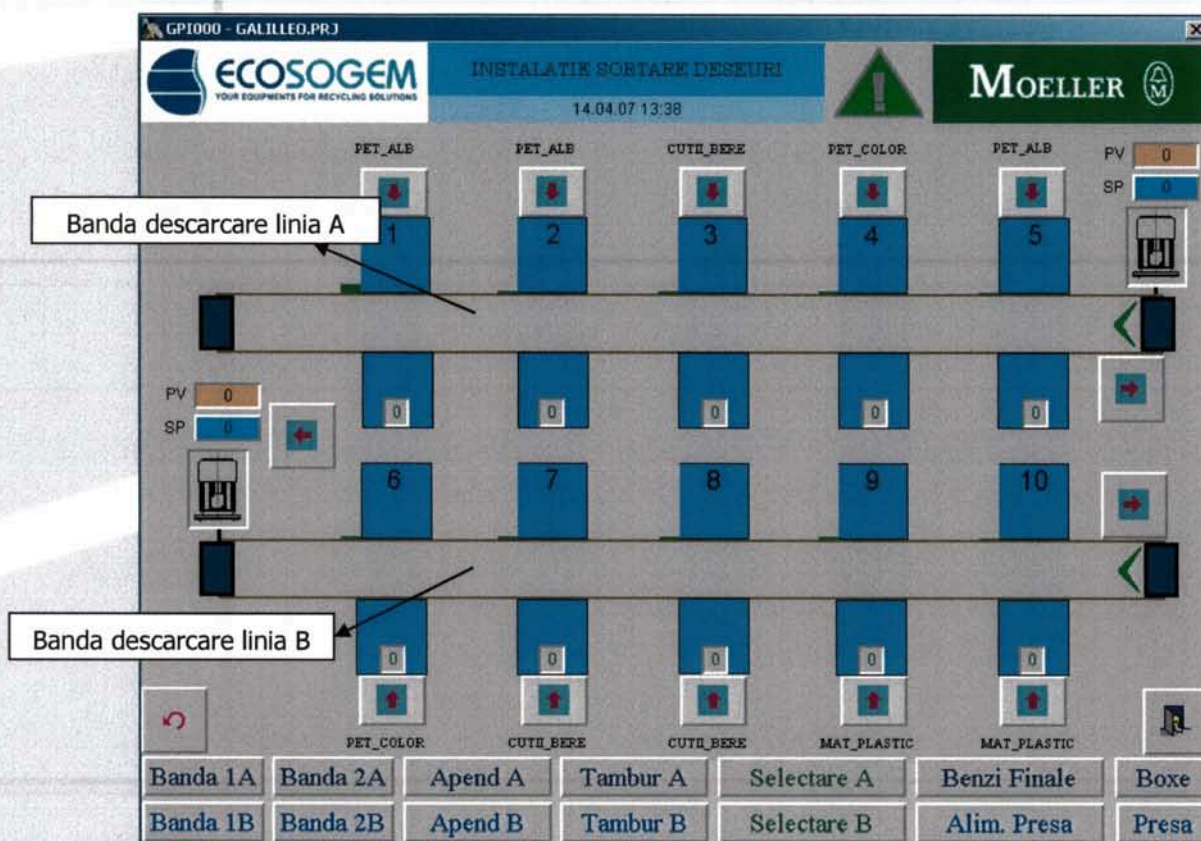 GPI000 - GALILLEO.PRJ
ECOSOGEM
YOUR EQUIPMENTS FOR RECYCLING SOLUTIONS
INSTALATIE SORTARE DESEURI
14.04.07 13:38
MOELLER
M
PET_ALB PET_ALB CUTII_BERE PET_COLOR PET_ALB
PV 0
SP 0
Banda descarcare linia A
1 2 3 4 5
0 0 0 0 0
PV 0
SP 0
6 7 8 9 10
Banda descarcare linia B
0 0 0 0 0
PET_COLOR CUTII_BERE CUTII_BERE MAT_PLASTIC MAT_PLASTIC
Banda 1A Banda 2A Apend A Tambur A Selectare A Benzi Finale Boxe
Banda 1B Banda 2B Apend B Tambur B Selectare B Alim. Presa Presa